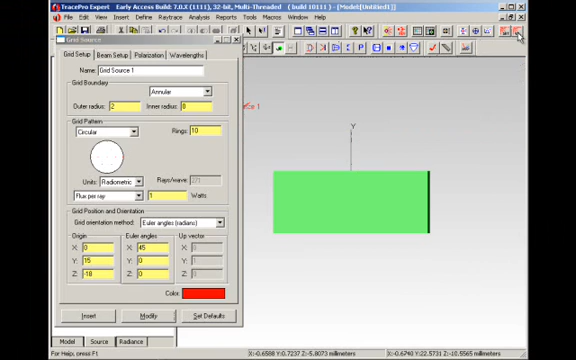 TracePro Expert Early Access Build: 7.0.X (1111), 32-bit, Multi-Threaded ( build 10111) - [Model[Untitled1]]
File Edit View Insert Define Analysis Raytrace Analysis Reports Tools Macros Window Help
Grid Source
Grid Setup Beam Setup Polarization Wavelengths
Name: Grid Source 1
Grid Boundary
Annular
Outer radius: 2 Inner radius: 0
Grid Pattern
Circular Rings: 10
Rays/wave: 271
Units: Radiometric
Flux per ray 1 Watts
Grid Position and Orientation
Grid orientation method: Euler angles (radians)
Origin Euler angles Up vector
X: 0 X: 45 X:
Y: 15 Y: 0 Y:
Z: -18 Z: 0 Z:
Color:
Insert Modify Set Defaults
Y
Model Source Radiance
For Help, press F1 X:-0.6588 Y:0.7237 Z:-5.8073 millimeters X:-0.6740 Y:22.5731 Z:-10.5565 millimeters